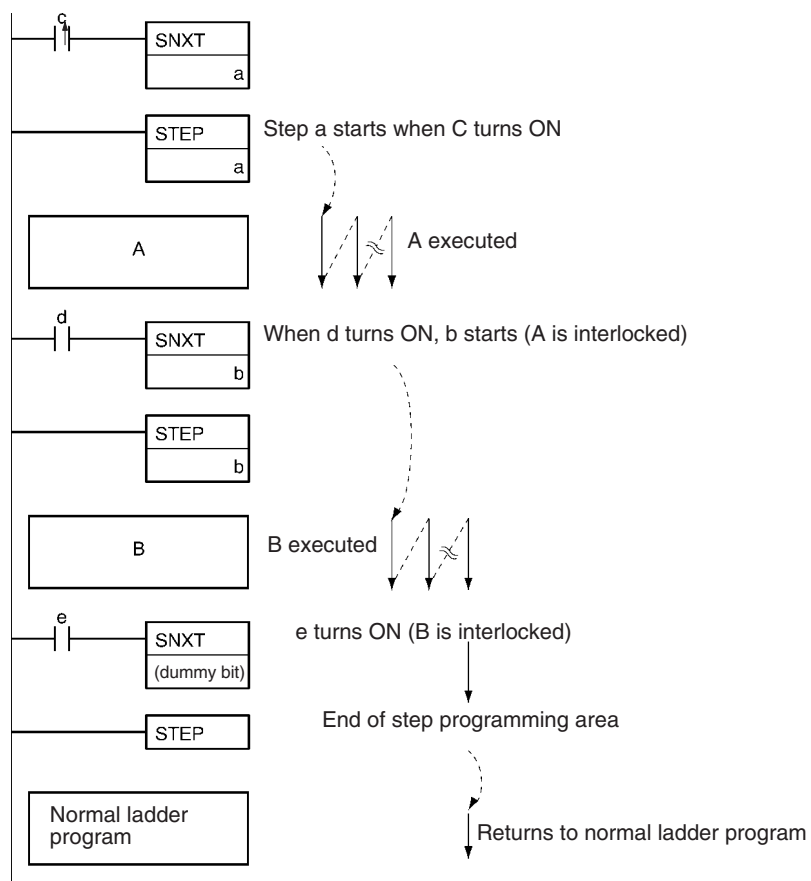 c
SNXT
a
STEP
a
Step a starts when C turns ON
A
A executed
d
SNXT
b
When d turns ON, b starts (A is interlocked)
STEP
b
B
B executed
e
SNXT
(dummy bit)
e turns ON (B is interlocked)
End of step programming area
STEP
Normal ladder
program
Returns to normal ladder program